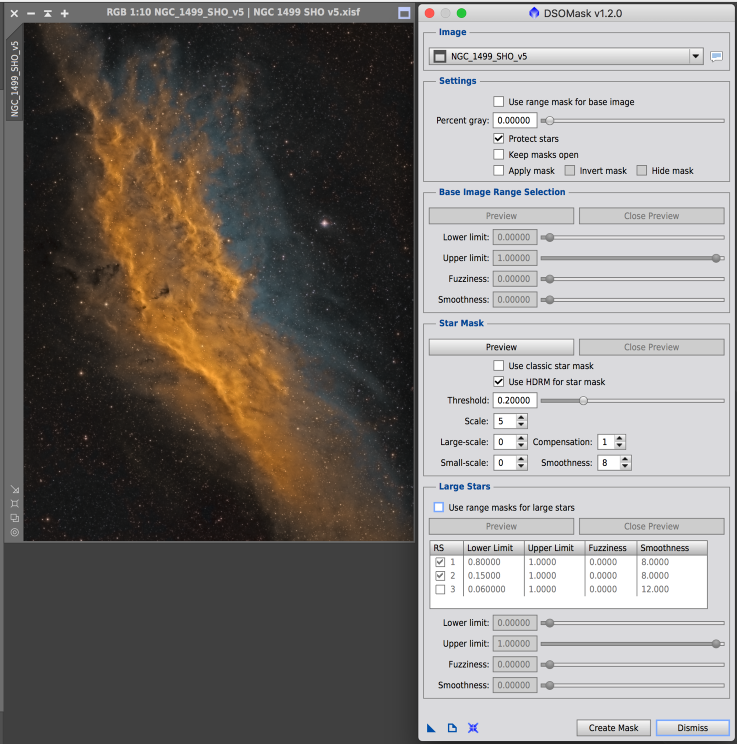 RGB 1:10 NGC_1499_SHO_v5 | NGC 1499 SHO v5.xisf
NGC_1499_SHO_v5
DSOMask v1.2.0
Image
NGC_1499_SHO_v5
Settings
Use range mask for base image
Percent gray: 0.00000
Protect stars
Keep masks open
Apply mask Invert mask Hide mask
Base Image Range Selection
Preview Close Preview
Lower limit: 0.00000
Upper limit: 1.00000
Fuzziness: 0.00000
Smoothness: 0.00000
Star Mask
Preview Close Preview
Use classic star mask
Use HDRM for star mask
Threshold: 0.20000
Scale: 5
Large-scale: 0 Compensation: 1
Small-scale: 0 Smoothness: 8
Large Stars
Use range masks for large stars
Preview Close Preview
RS Lower Limit Upper Limit Fuzziness Smoothness
1 0.80000 1.0000 0.0000 8.0000
2 0.15000 1.0000 0.0000 8.0000
3 0.060000 1.0000 0.0000 12.000
Lower limit: 0.00000
Upper limit: 1.00000
Fuzziness: 0.00000
Smoothness: 0.00000
Create Mask Dismiss